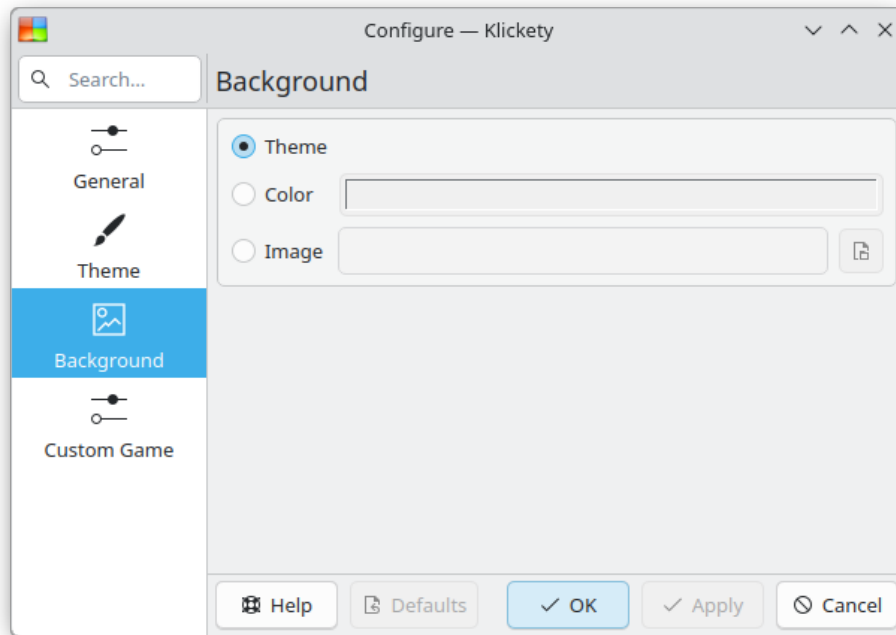 Configure — Klickety
Search...
Background
General
Theme
Background
Custom Game
Theme
Color
Image
Help
Defaults
OK
Apply
Cancel